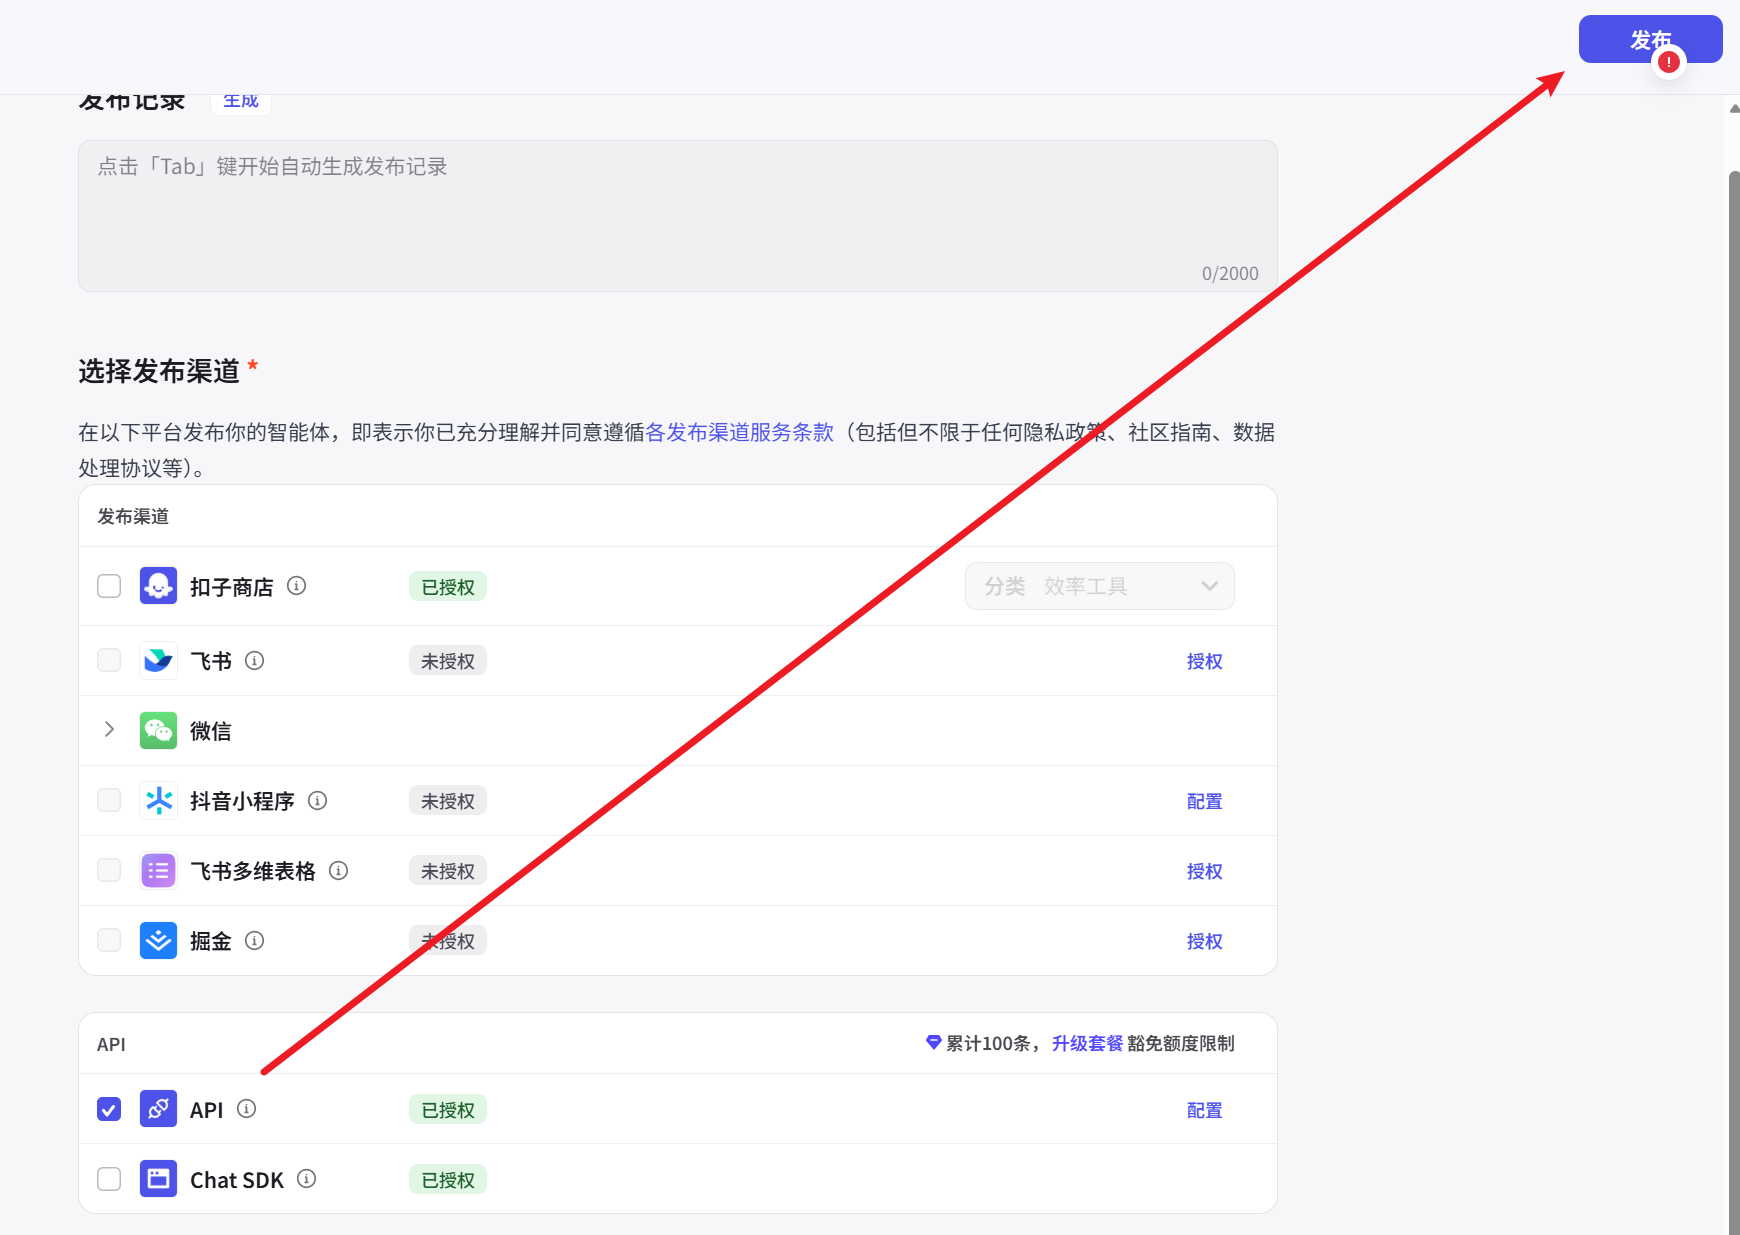 发布
发布记录
生成
点击「Tab」键开始自动生成发布记录
0/2000
选择发布渠道 *
在以下平台发布你的智能体，即表示你已充分理解并同意遵循各发布渠道服务条款（包括但不限于任何隐私政策、社区指南、数据
处理协议等）。
发布渠道
扣子商店
已授权
分类 效率工具
飞书
未授权
授权
微信
抖音小程序
未授权
配置
飞书多维表格
未授权
授权
掘金
未授权
授权
API
累计100条，升级套餐 豁免额度限制
API
已授权
配置
Chat SDK
已授权